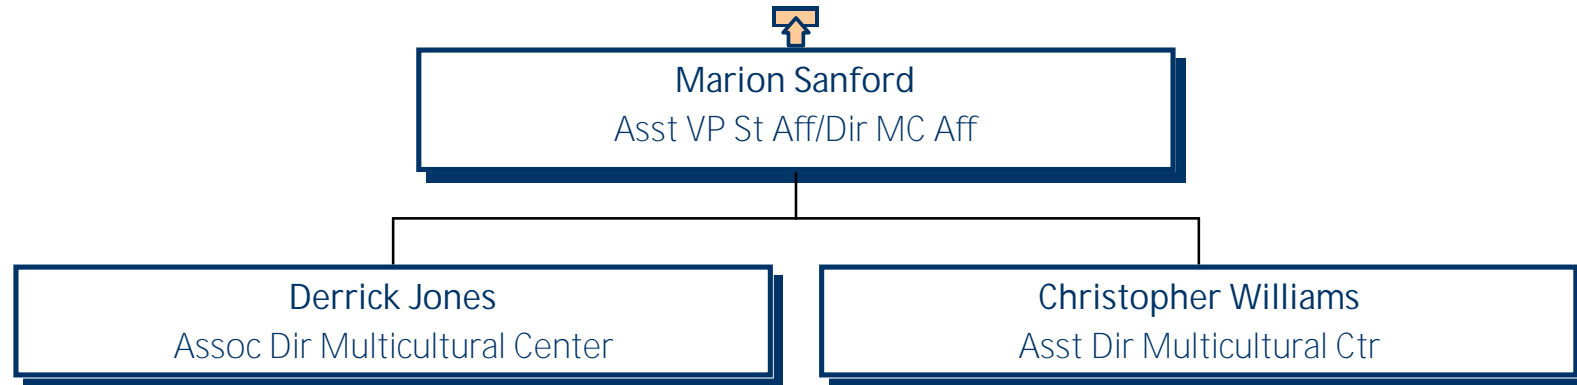 Marion Sanford
Asst VP St Aff/Dir MC Aff
Derrick Jones
Assoc Dir Multicultural Center
Christopher Williams
Asst Dir Multicultural Ctr